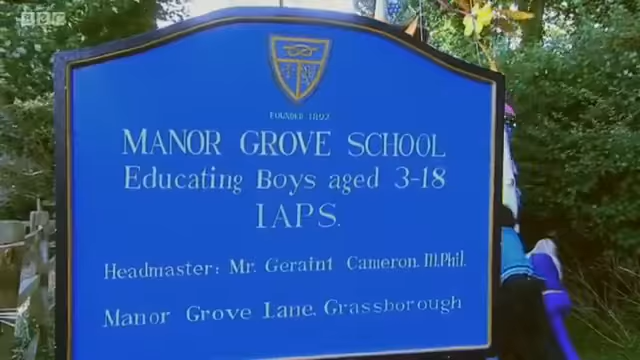 BBC
FOUNDED 1897
MANOR GROVE SCHOOL
Educating Boys aged 3-18
IAPS.
Headmaster: Mr. Geraint Cameron. M.Phil.
Manor Grove Lane. Grassborough